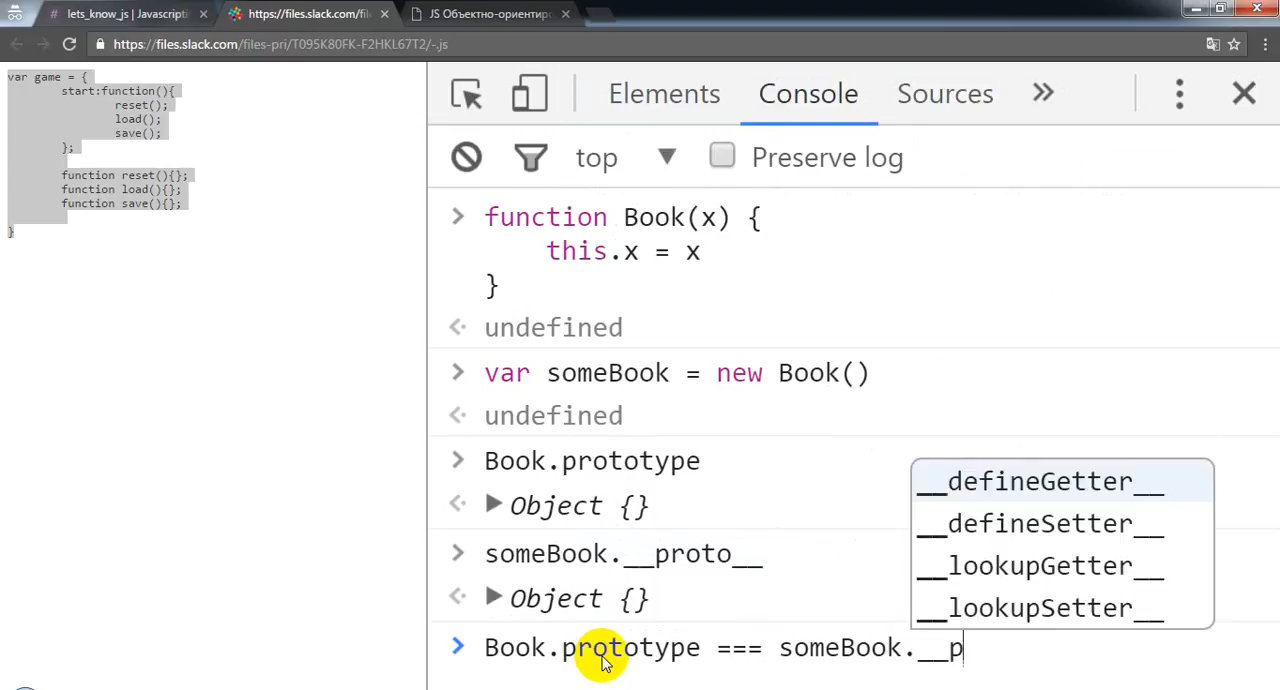 lets_know_js | Javascripti
https://files.slack.com/fil
JS Объектно-ориентиро
https://files.slack.com/files-pri/T095K80FK-F2HKL67T2/-.js
var game = {
start:function(){
reset();
load();
save();
};
function reset(){};
function load(){};
function save(){};
}
Elements Console Sources »
top ▼ Preserve log
> function Book(x) {
this.x = x
}
undefined
> var someBook = new Book()
undefined
> Book.prototype
▶ Object {}
> someBook.__proto__
▶ Object {}
> Book.prototype === someBook.__p
__defineGetter__
__defineSetter__
__lookupGetter__
__lookupSetter__